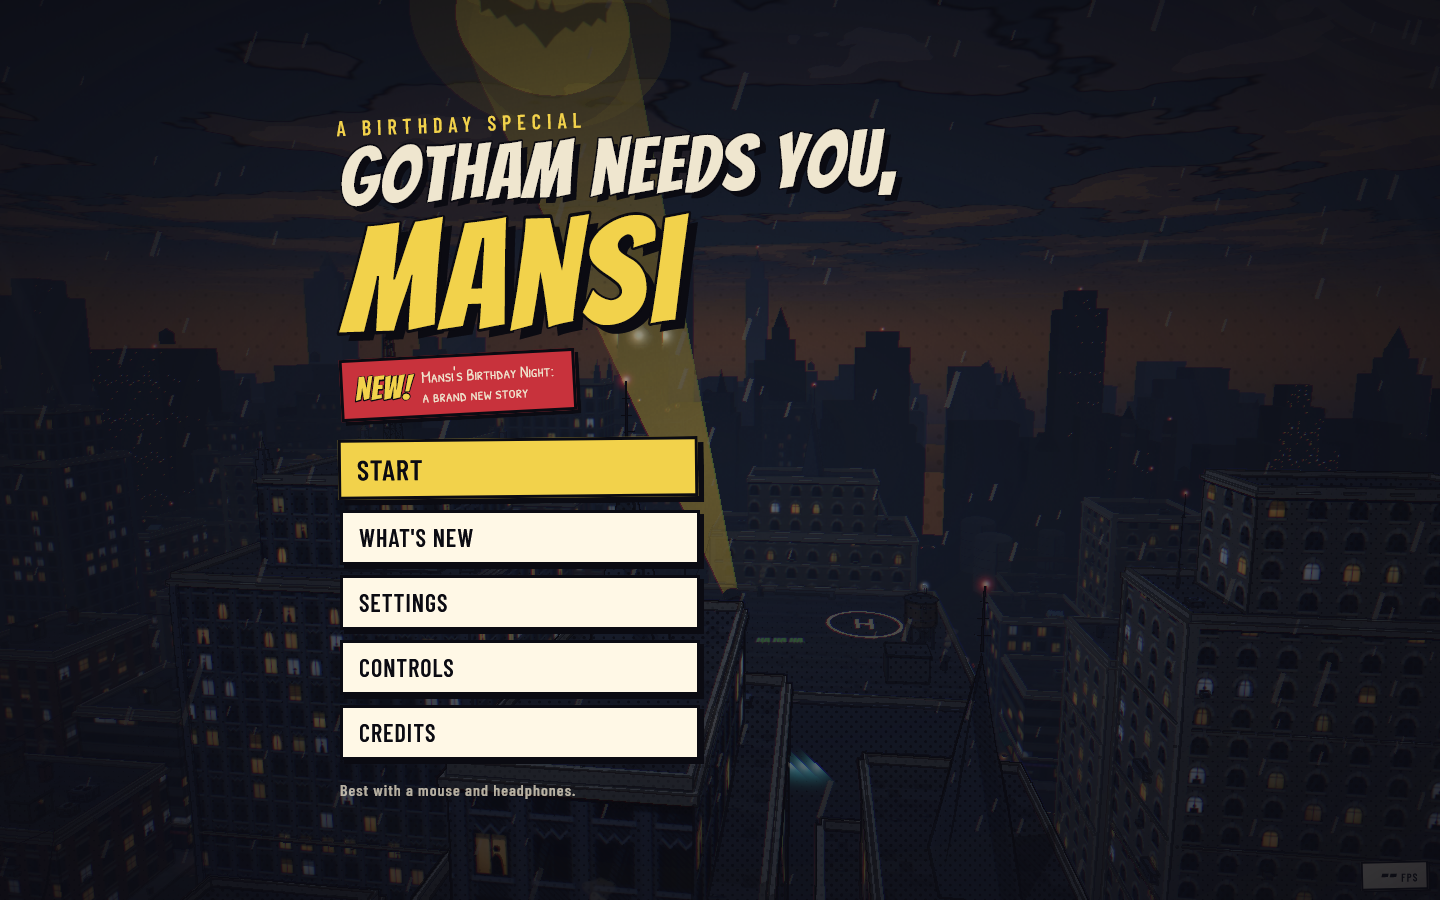 A BIRTHDAY SPECIAL
GOTHAM NEEDS YOU,
MANSI
NEW! Mansi's Birthday Night:
a brand new story
START
WHAT'S NEW
SETTINGS
CONTROLS
CREDITS
Best with a mouse and headphones.
H
-- FPS